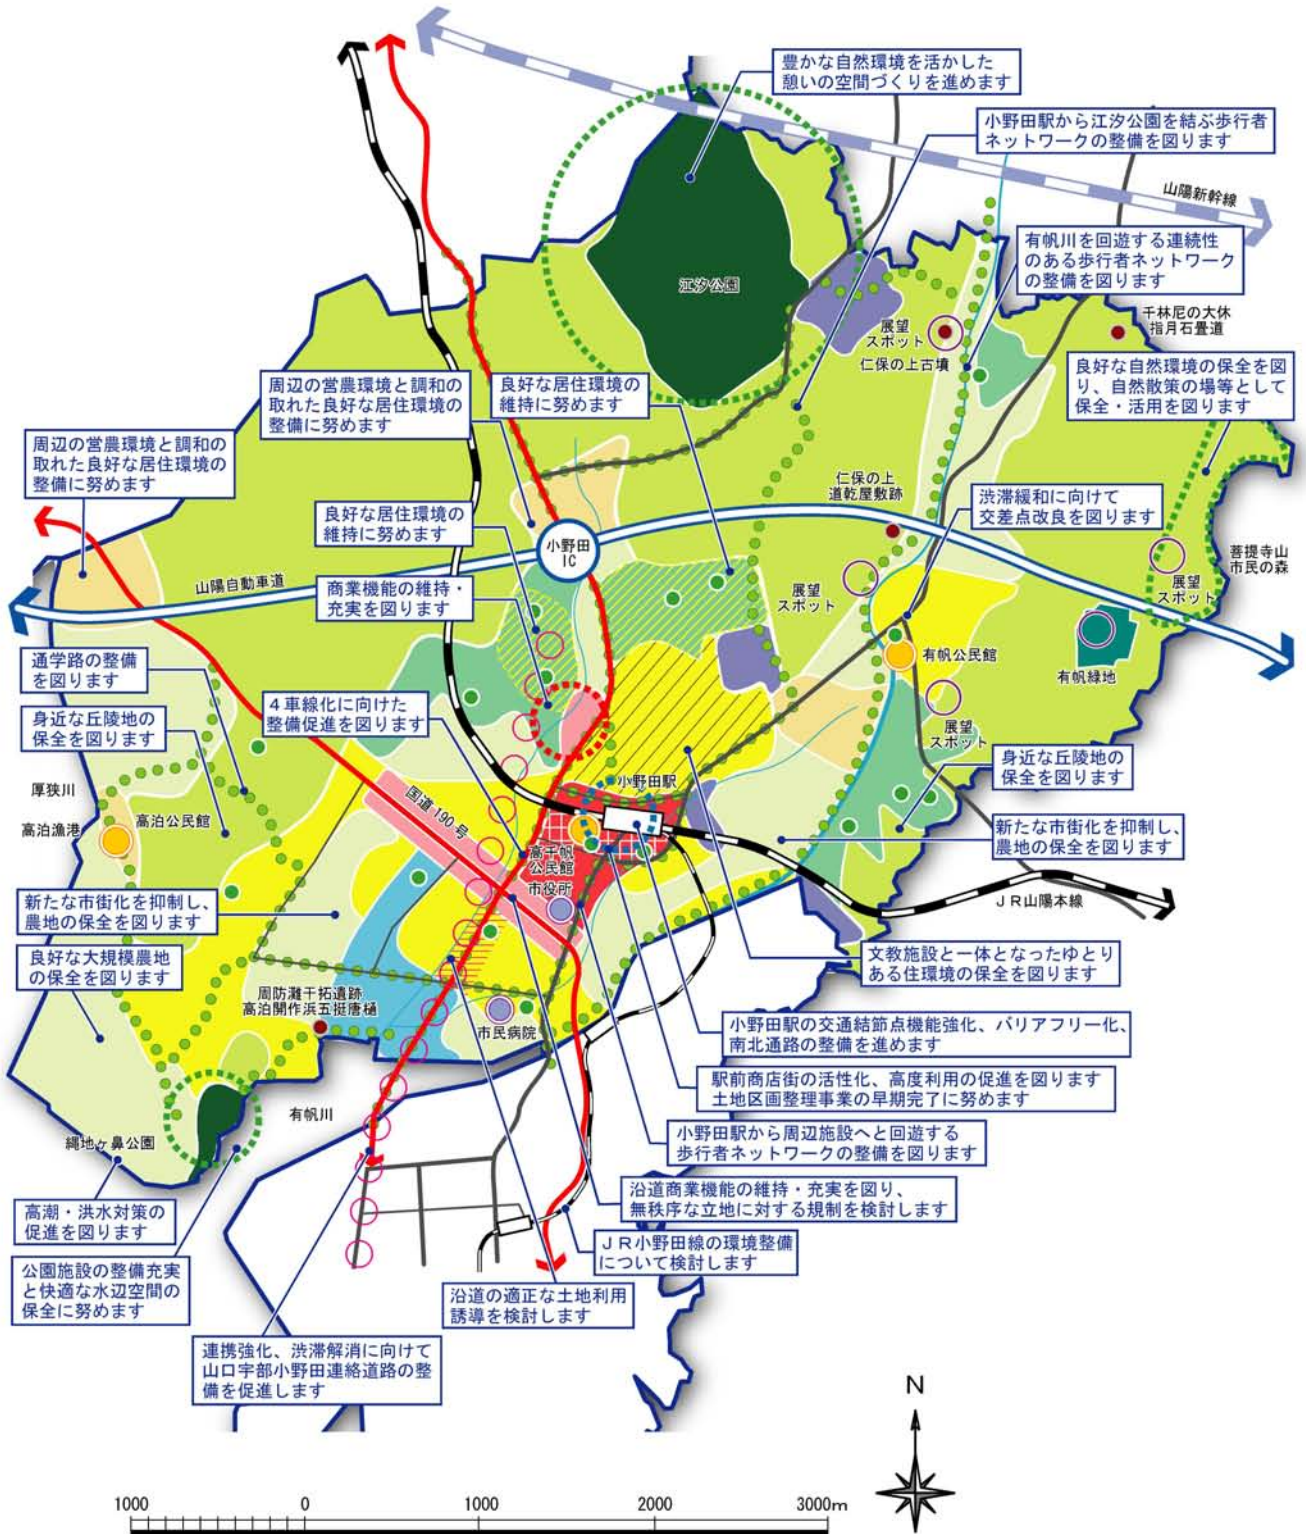 豊かな自然環境を活かした
憩いの空間づくりを進めます
小野田駅から江汐公園を結ぶ歩行者
ネットワークの整備を図ります
山陽新幹線
有帆川を回遊する連続性
のある歩行者ネットワーク
の整備を図ります
江汐公園
千林尼の大休
指月石畳道
展望
スポット
仁保の上古墳
良好な自然環境の保全を図
り、自然散策の場等として
保全・活用を図ります
周辺の営農環境と調和の
取れた良好な居住環境の
整備に努めます
良好な居住環境の
維持に努めます
周辺の営農環境と調和の
取れた良好な居住環境の
整備に努めます
仁保の上
道乾屋敷跡
渋滞緩和に向けて
交差点改良を図ります
良好な居住環境の
維持に努めます
小野田
IC
菩提寺山
市民の森
展望
スポット
山陽自動車道
商業機能の維持・
充実を図ります
展望
スポット
通学路の整備
を図ります
有帆公民館
有帆緑地
4車線化に向けた
整備促進を図ります
身近な丘陵地の
保全を図ります
展望
スポット
身近な丘陵地の
保全を図ります
厚狭川
小野田駅
国道190号
高泊漁港
高泊公民館
新たな市街化を抑制し、
農地の保全を図ります
高千帆
公民館
市役所
JR山陽本線
新たな市街化を抑制し、
農地の保全を図ります
良好な大規模農地
の保全を図ります
文教施設と一体となったゆとり
ある住環境の保全を図ります
周防灘干拓遺跡
高泊開作浜五挺唐樋
市民病院
小野田駅の交通結節点機能強化、バリアフリー化、
南北通路の整備を進めます
駅前商店街の活性化、高度利用の促進を図ります
土地区画整理事業の早期完了に努めます
有帆川
縄地ヶ鼻公園
小野田駅から周辺施設へと回遊する
歩行者ネットワークの整備を図ります
沿道商業機能の維持・充実を図り、
無秩序な立地に対する規制を検討します
高潮・洪水対策の
促進を図ります
JR小野田線の環境整備
について検討します
公園施設の整備充実
と快適な水辺空間の
保全に努めます
沿道の適正な土地利用
誘導を検討します
連携強化、渋滞解消に向けて
山口宇部小野田連絡道路の整
備を促進します
N
1000 0 1000 2000 3000m